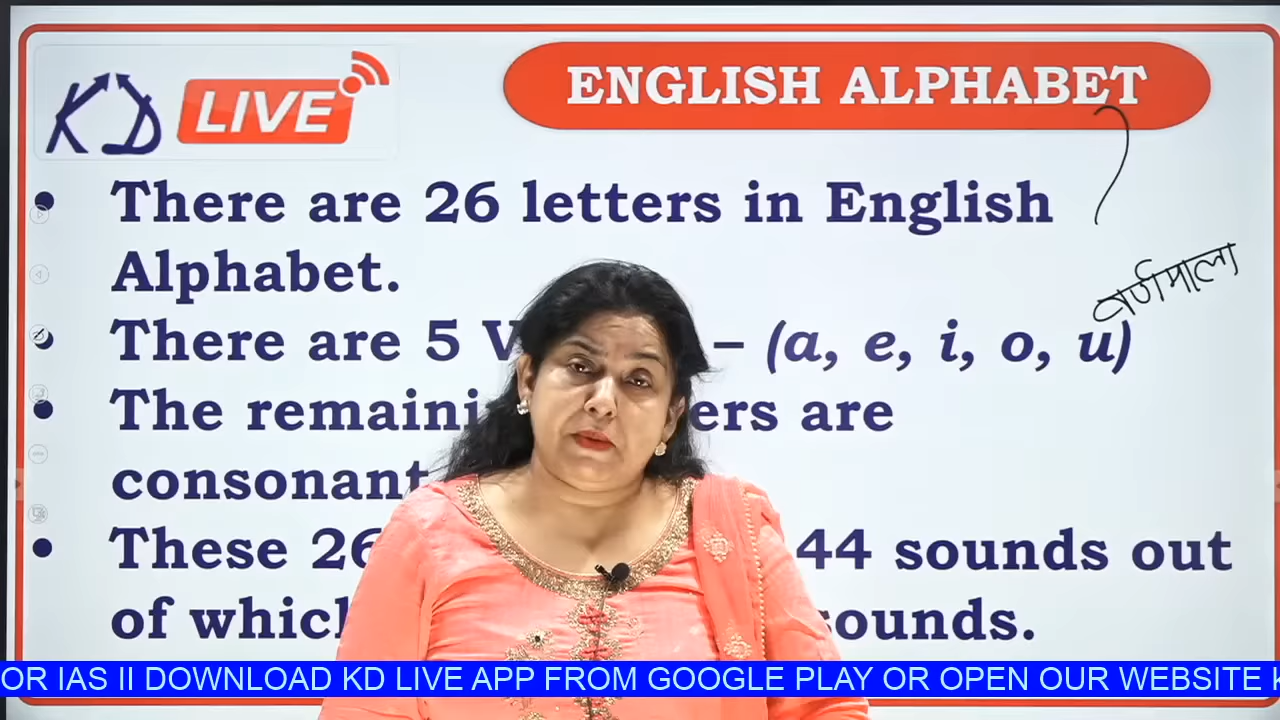 KD LIVE
ENGLISH ALPHABET
There are 26 letters in English
Alphabet.
वर्णमाला
There are 5 – (a, e, i, o, u)
The are
consonant
These 26 44 sounds out
of which sounds.
OR IAS II DOWNLOAD KD LIVE APP FROM GOOGLE PLAY OR OPEN OUR WEBSITE K